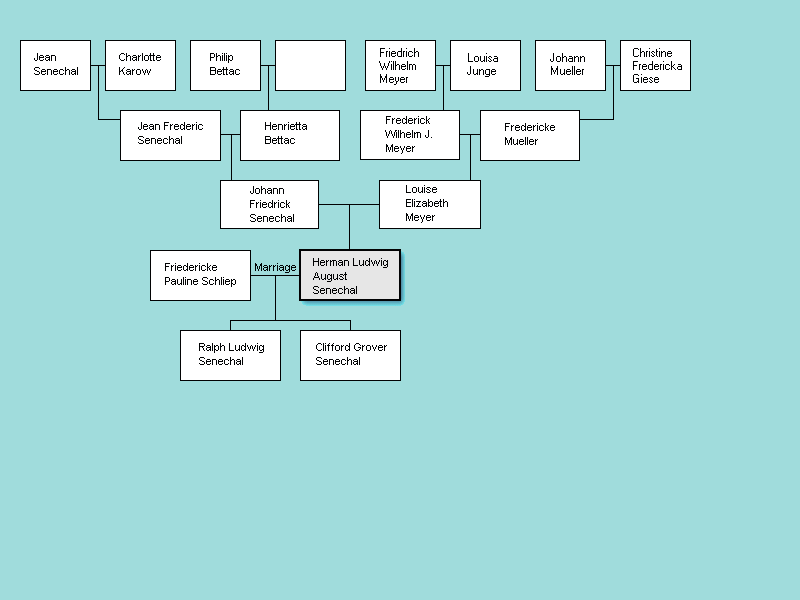 Jean
Senechal
Charlotte
Karow
Philip
Bettac
Friedrich
Wilhelm
Meyer
Louisa
Junge
Johann
Mueller
Christine
Fredericka
Giese
Jean Frederic
Senechal
Henrietta
Bettac
Frederick
Wilhelm J.
Meyer
Fredericke
Mueller
Johann
Friedrick
Senechal
Louise
Elizabeth
Meyer
Friedericke
Pauline Schliep
Marriage
Herman Ludwig
August
Senechal
Ralph Ludwig
Senechal
Clifford Grover
Senechal